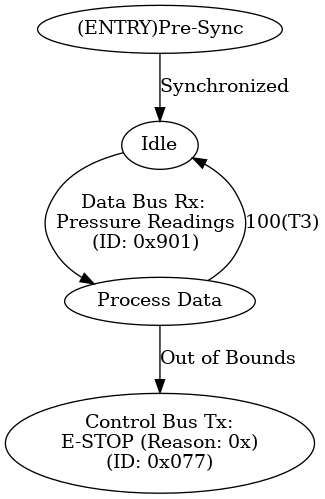 (ENTRY)Pre-Sync
Synchronized
Idle
Data Bus Rx:
Pressure Readings
(ID: 0x901)
100(T3)
Process Data
Out of Bounds
Control Bus Tx:
E-STOP (Reason: 0x)
(ID: 0x077)